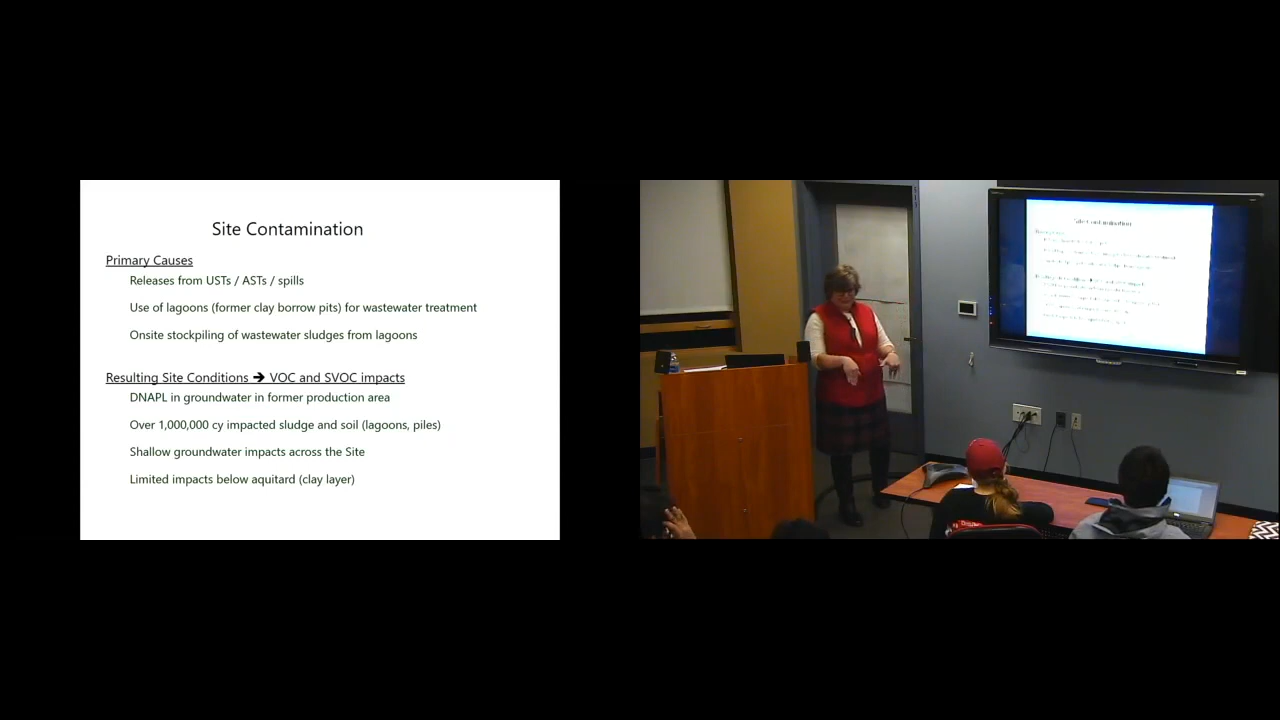 Site Contamination
Primary Causes
Releases from USTs / ASTs / spills
Use of lagoons (former clay borrow pits) for wastewater treatment
Onsite stockpiling of wastewater sludges from lagoons
Resulting Site Conditions 🡲 VOC and SVOC impacts
DNAPL in groundwater in former production area
Over 1,000,000 cy impacted sludge and soil (lagoons, piles)
Shallow groundwater impacts across the Site
Limited impacts below aquitard (clay layer)
Site Contamination